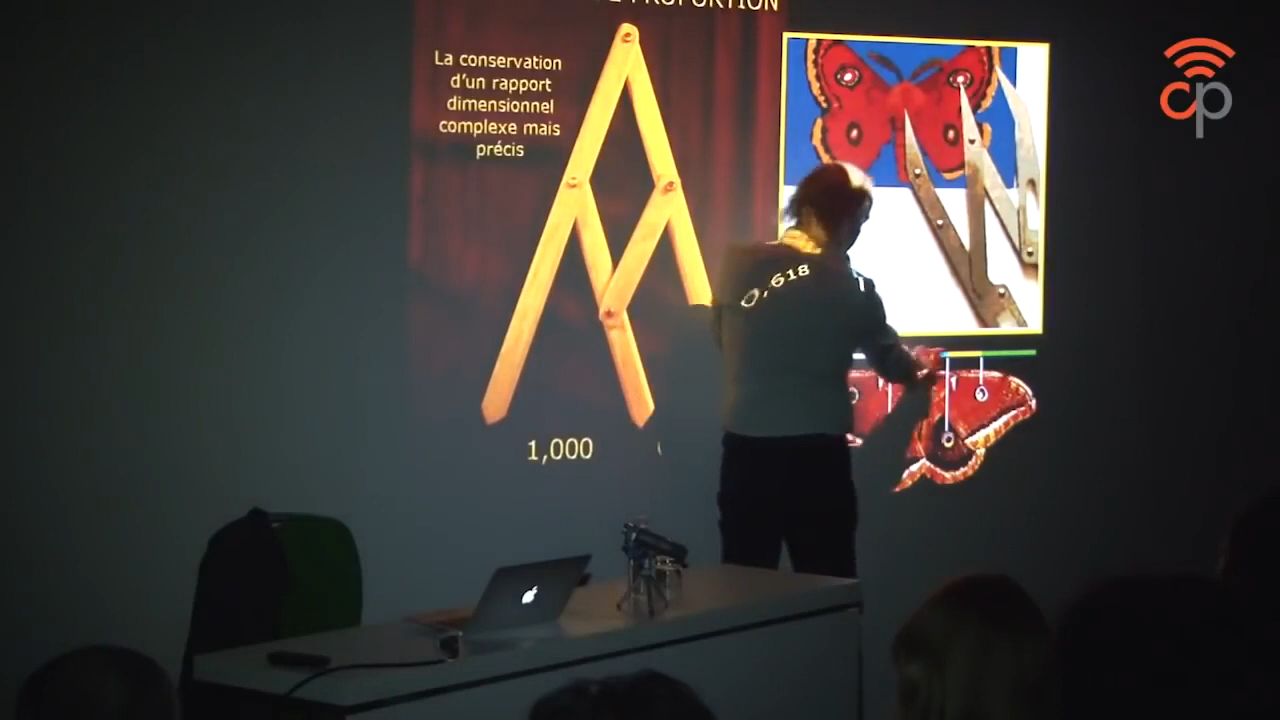 PROPORTION
La conservation
d'un rapport
dimensionnel
complexe mais
précis
0,618
1,000
cp